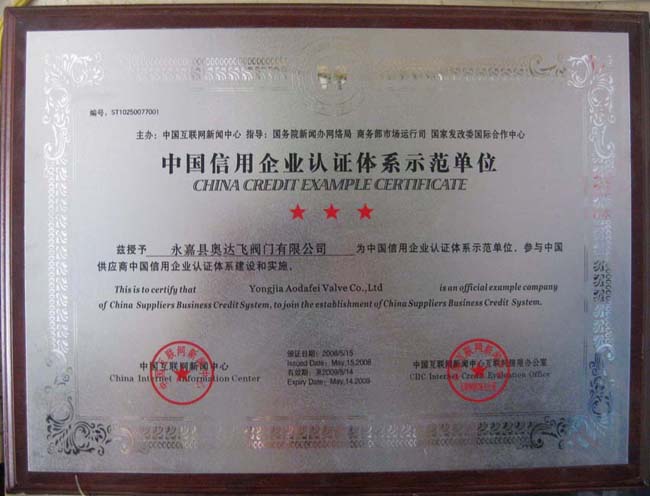 编号：ST10250077001
主办：中国互联网新闻中心 指导：国务院新闻办网络局 商务部市场运行司 国家发改委国际合作中心
中国信用企业认证体系示范单位
CHINA CREDIT EXAMPLE CERTIFICATE
兹授予 永嘉县奥达飞阀门有限公司 为中国信用企业认证体系示范单位，参与中国
供应商中国信用企业认证体系建设和实施。
This is to certify that Yongjia Aodafei Valve Co.,Ltd is an official example company
of China Suppliers Business Credit System, to join the establishment of China Suppliers Business Credit System.
颁证日期：2008/5/15
Issued Date: May,15,2008
有效期：至2009/5/14
Expiry Date: May,14,2009
中国互联网新闻中心
China Internet Information Center
中国互联网新闻中心互联网信用办公室
CIIC Internet Credit Evaluation Office